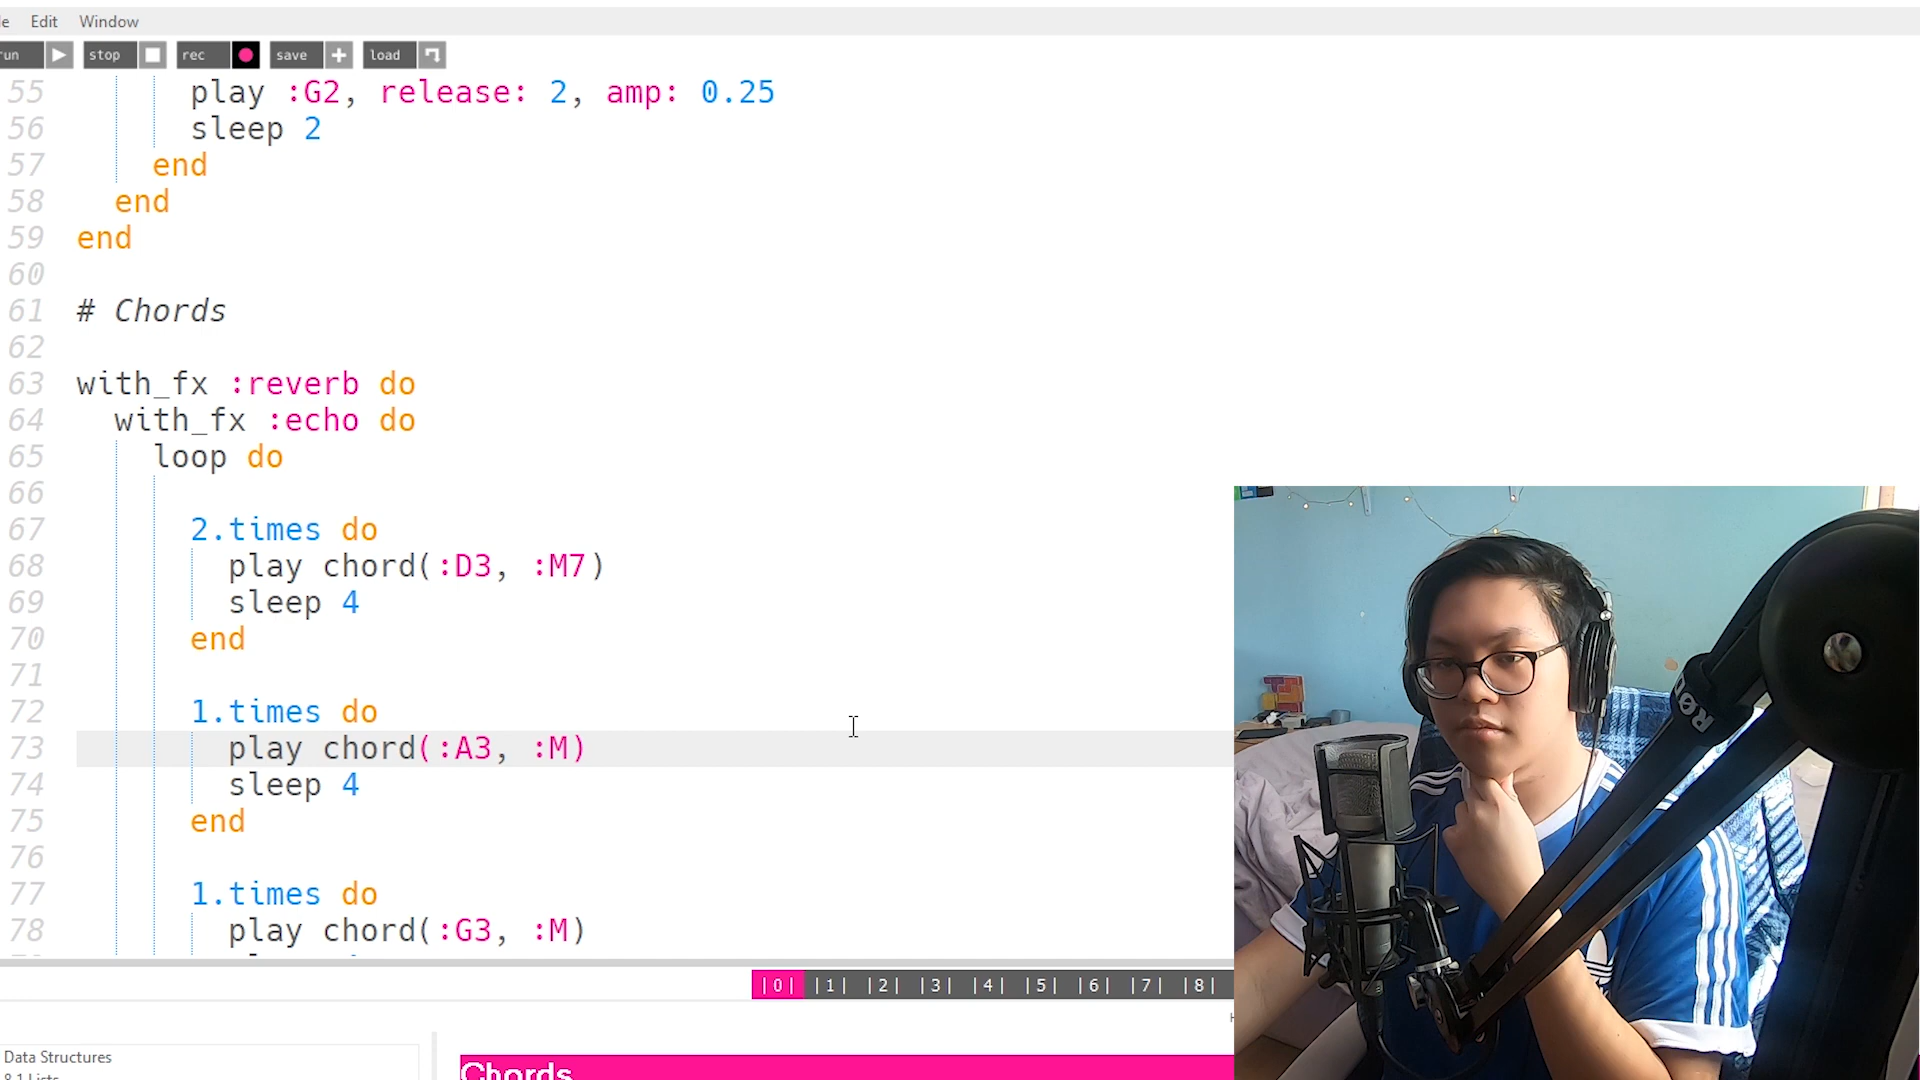 Edit Window
run stop rec save load
55 play :G2, release: 2, amp: 0.25
56 sleep 2
57 end
58 end
59 end
60
61 # Chords
62
63 with_fx :reverb do
64 with_fx :echo do
65 loop do
66
67 2.times do
68 play chord(:D3, :M7)
69 sleep 4
70 end
71
72 1.times do
73 play chord(:A3, :M)
74 sleep 4
75 end
76
77 1.times do
78 play chord(:G3, :M)
|0| |1| |2| |3| |4| |5| |6| |7| |8|
Data Structures
8.1 Lists
Chords